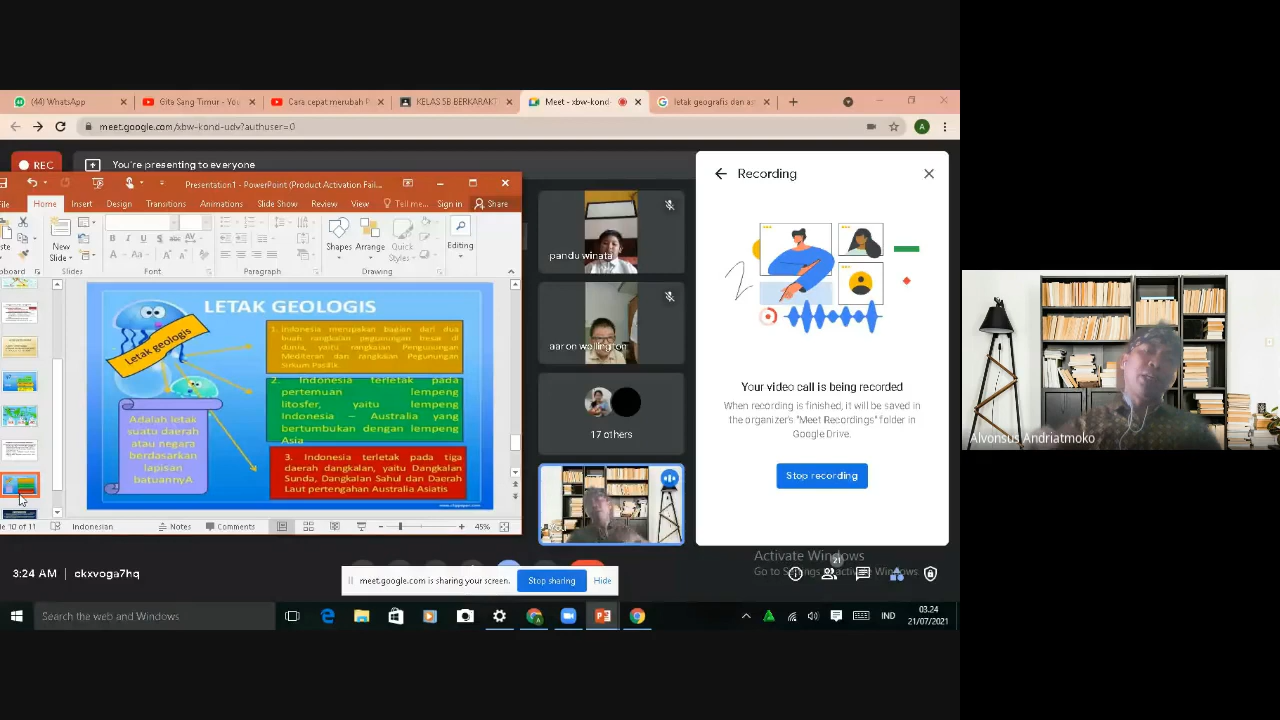 (44) WhatsApp
Gita Sang Timur - You
Cara cepat merubah P
KELAS 5B BERKARAKT
Meet - xbw-kond-
letak geografis dan as
meet.google.com/xbw-kond-udv?authuser=0
A
REC
You're presenting to everyone
Presentation1 - PowerPoint (Product Activation Fail...
File Home Insert Design Transitions Animations Slide Show Review View Tell me... Sign in Share
New
Slide
Shapes Arrange Quick
Styles
Editing
Slides Font Paragraph Drawing
LETAK GEOLOGIS
Letak geologis
Adalah letak
suatu daerah
atau negara
berdasarkan
lapisan
batuannyA
1. Indonesia merupakan bagian dari dua
buah rangkaian pegunungan besar di
dunia, yaitu rangkaian Pengunungan
Mediteran dan rangkaian Pegunungan
Sirkum Pasifik.
2. Indonesia terletak pada
pertemuan lempeng
litosfer, yaitu lempeng
Indonesia – Australia yang
bertumbukan dengan lempeng
Asia
3. Indonesia terletak pada tiga
daerah dangkalan, yaitu Dangkalan
Sunda, Dangkalan Sahul dan Daerah
Laut pertengahan Australia Asiatis
de 10 of 11 Indonesian Notes Comments 45%
pandu winata
aaron wellington
17 others
Recording
Your video call is being recorded
When recording is finished, it will be saved in
the organizer's "Meet Recordings" folder in
Google Drive.
Stop recording
Alvonsus Andriatmoko
Activate Windows
Go to Settings
Windows.
21
3:24 AM | ckxvoga7hq
meet.google.com is sharing your screen. Stop sharing Hide
Search the web and Windows
IND
03.24
21/07/2021